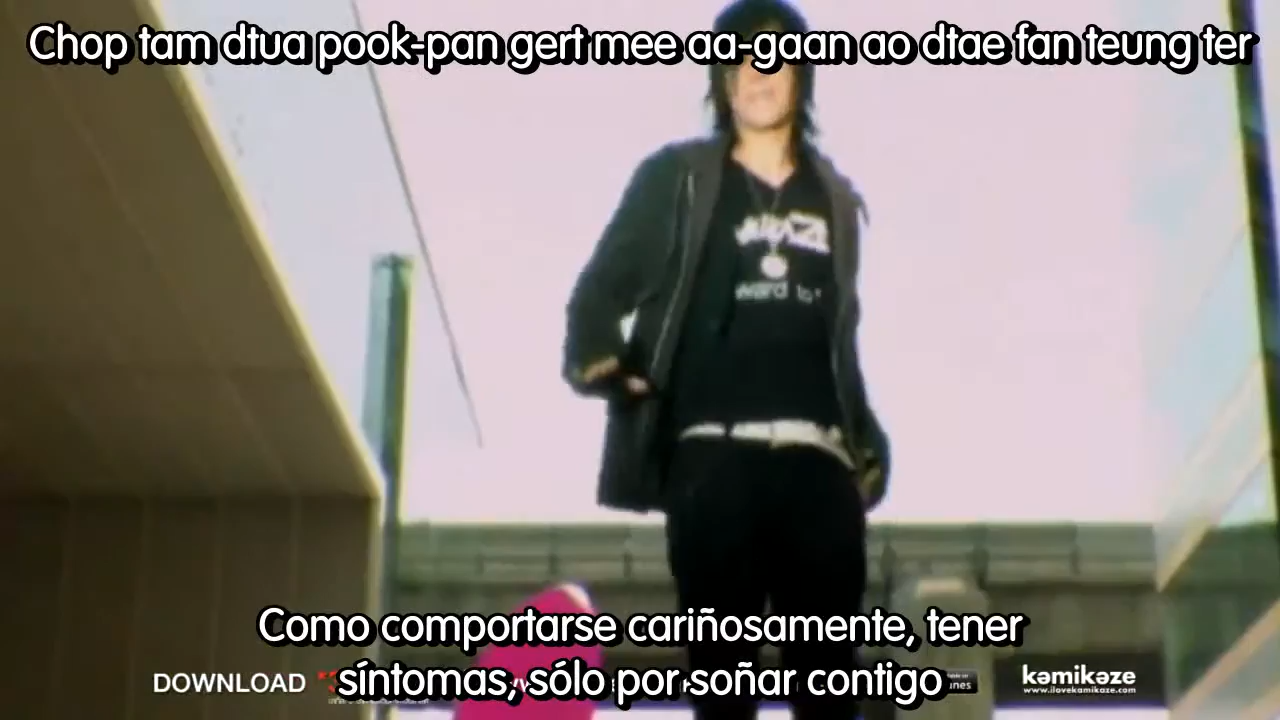 Chop tam dtua pook-pan gert mee aa-gaan ao dtae fan teung ter
Como comportarse cariñosamente, tener
síntomas, sólo por soñar contigo
DOWNLOAD
kamikaze
www.ilovekamikaze.com